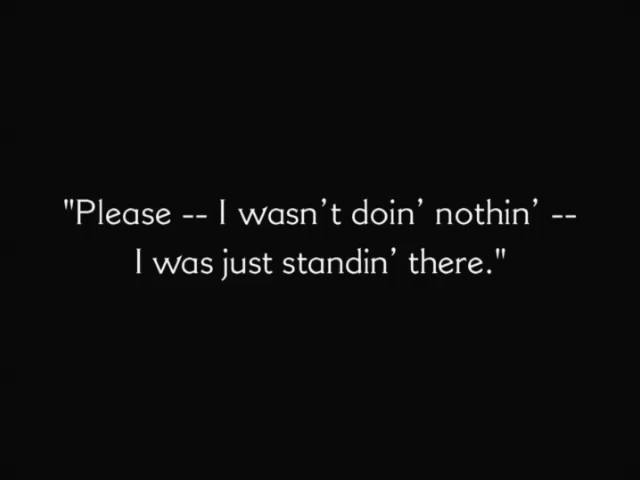 "Please -- I wasn’t doin’ nothin’ --
I was just standin’ there."